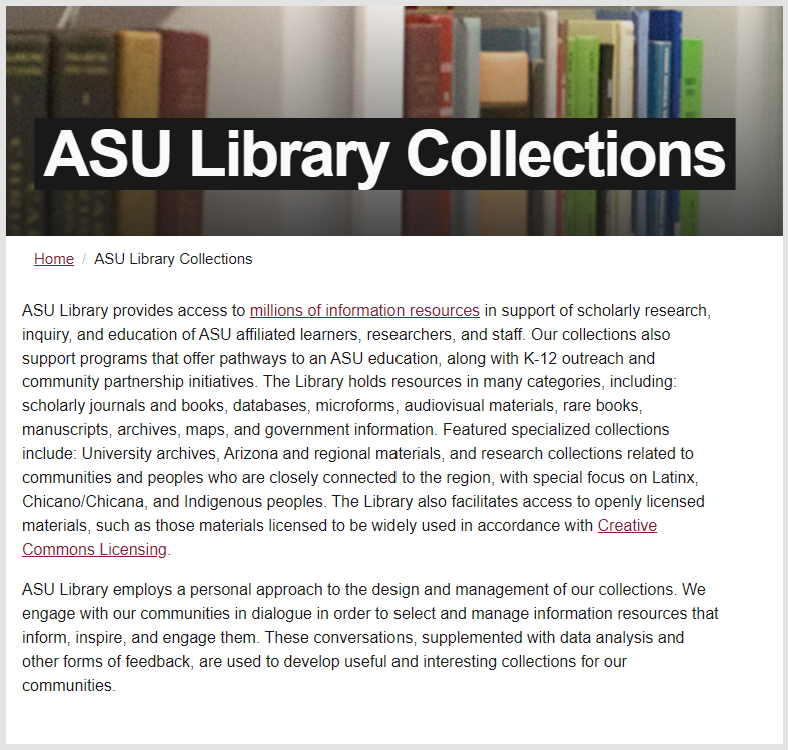 ASU Library Collections
Home / ASU Library Collections
ASU Library provides access to millions of information resources in support of scholarly research,
inquiry, and education of ASU affiliated learners, researchers, and staff. Our collections also
support programs that offer pathways to an ASU education, along with K-12 outreach and
community partnership initiatives. The Library holds resources in many categories, including:
scholarly journals and books, databases, microforms, audiovisual materials, rare books,
manuscripts, archives, maps, and government information. Featured specialized collections
include: University archives, Arizona and regional materials, and research collections related to
communities and peoples who are closely connected to the region, with special focus on Latinx,
Chicano/Chicana, and Indigenous peoples. The Library also facilitates access to openly licensed
materials, such as those materials licensed to be widely used in accordance with Creative
Commons Licensing.
ASU Library employs a personal approach to the design and management of our collections. We
engage with our communities in dialogue in order to select and manage information resources that
inform, inspire, and engage them. These conversations, supplemented with data analysis and
other forms of feedback, are used to develop useful and interesting collections for our
communities.